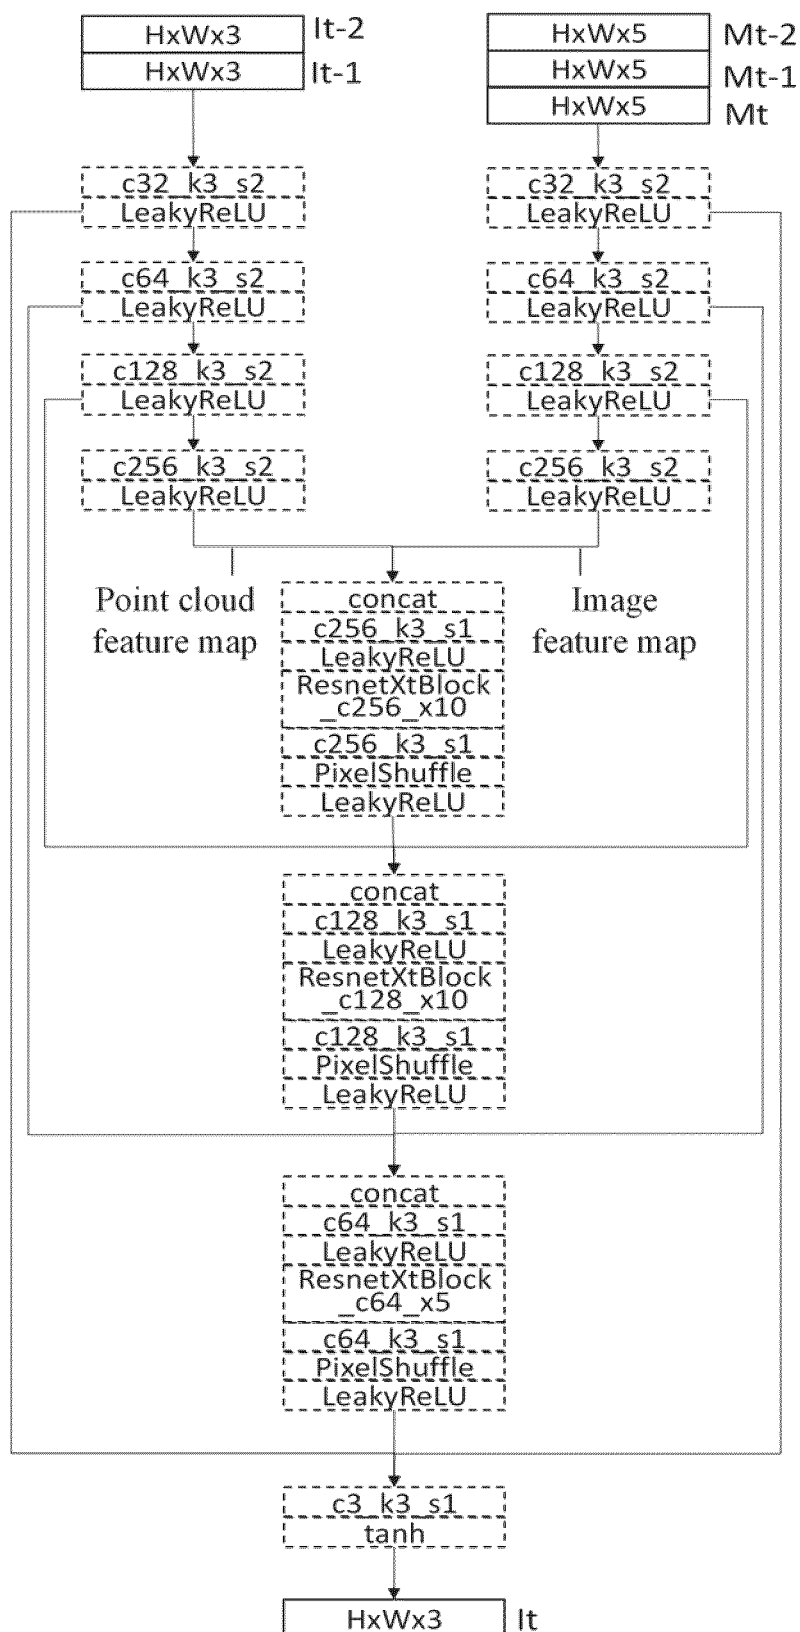 HxWx3 It-2
HxWx3 It-1
HxWx5 Mt-2
HxWx5 Mt-1
HxWx5 Mt
c32_k3_s2
LeakyReLU
c64_k3_s2
LeakyReLU
c128_k3_s2
LeakyReLU
c256_k3_s2
LeakyReLU
c32_k3_s2
LeakyReLU
c64_k3_s2
LeakyReLU
c128_k3_s2
LeakyReLU
c256_k3_s2
LeakyReLU
Point cloud
feature map
Image
feature map
concat
c256_k3_s1
LeakyReLU
ResnetXtBlock
_c256_x10
c256_k3_s1
PixelShuffle
LeakyReLU
concat
c128_k3_s1
LeakyReLU
ResnetXtBlock
_c128_x10
c128_k3_s1
PixelShuffle
LeakyReLU
concat
c64_k3_s1
LeakyReLU
ResnetXtBlock
_c64_x5
c64_k3_s1
PixelShuffle
LeakyReLU
c3_k3_s1
tanh
HxWx3 It